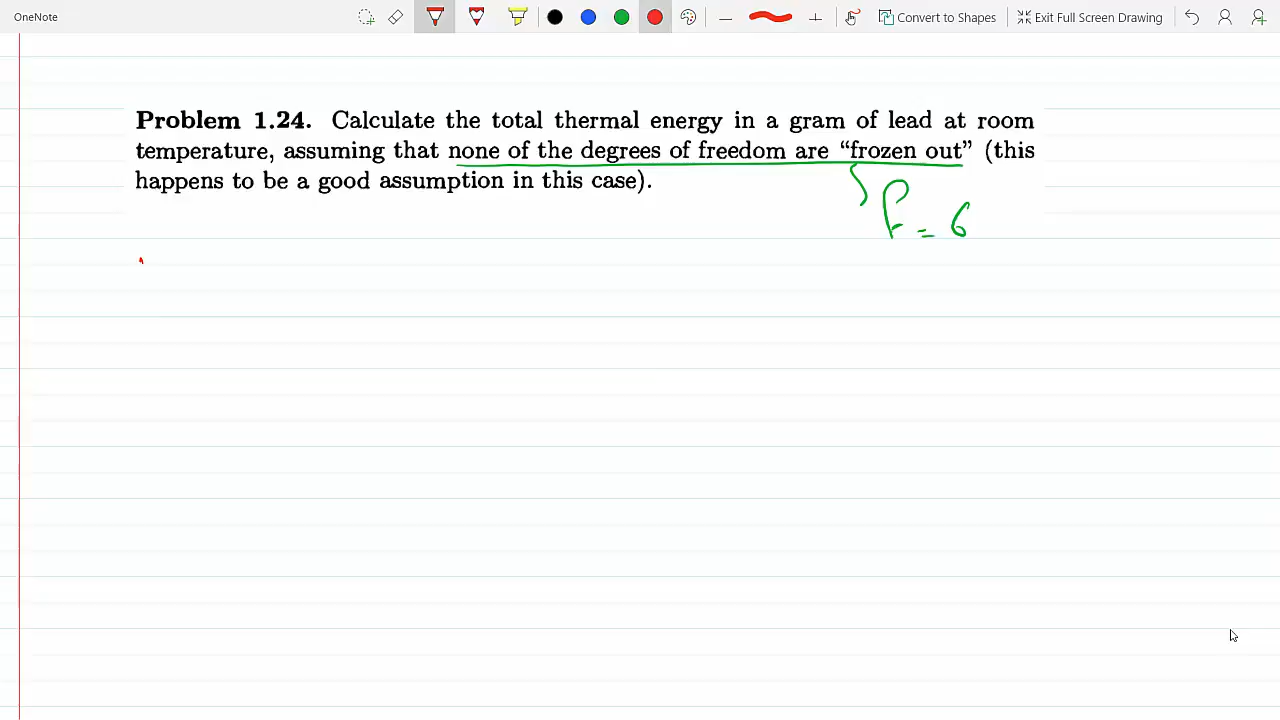 OneNote
Convert to Shapes
Exit Full Screen Drawing
Problem 1.24. Calculate the total thermal energy in a gram of lead at room
temperature, assuming that none of the degrees of freedom are “frozen out” (this
happens to be a good assumption in this case).
f = 6